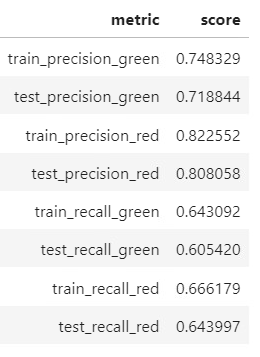 metric score
train_precision_green 0.748329
test_precision_green 0.718844
train_precision_red 0.822552
test_precision_red 0.808058
train_recall_green 0.643092
test_recall_green 0.605420
train_recall_red 0.666179
test_recall_red 0.643997